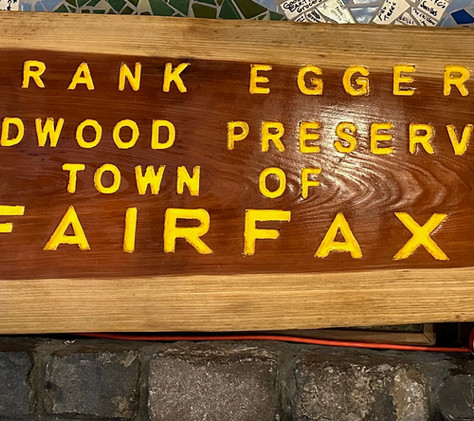 RANK EGGER
DWOOD PRESERV
TOWN OF
FAIRFAX